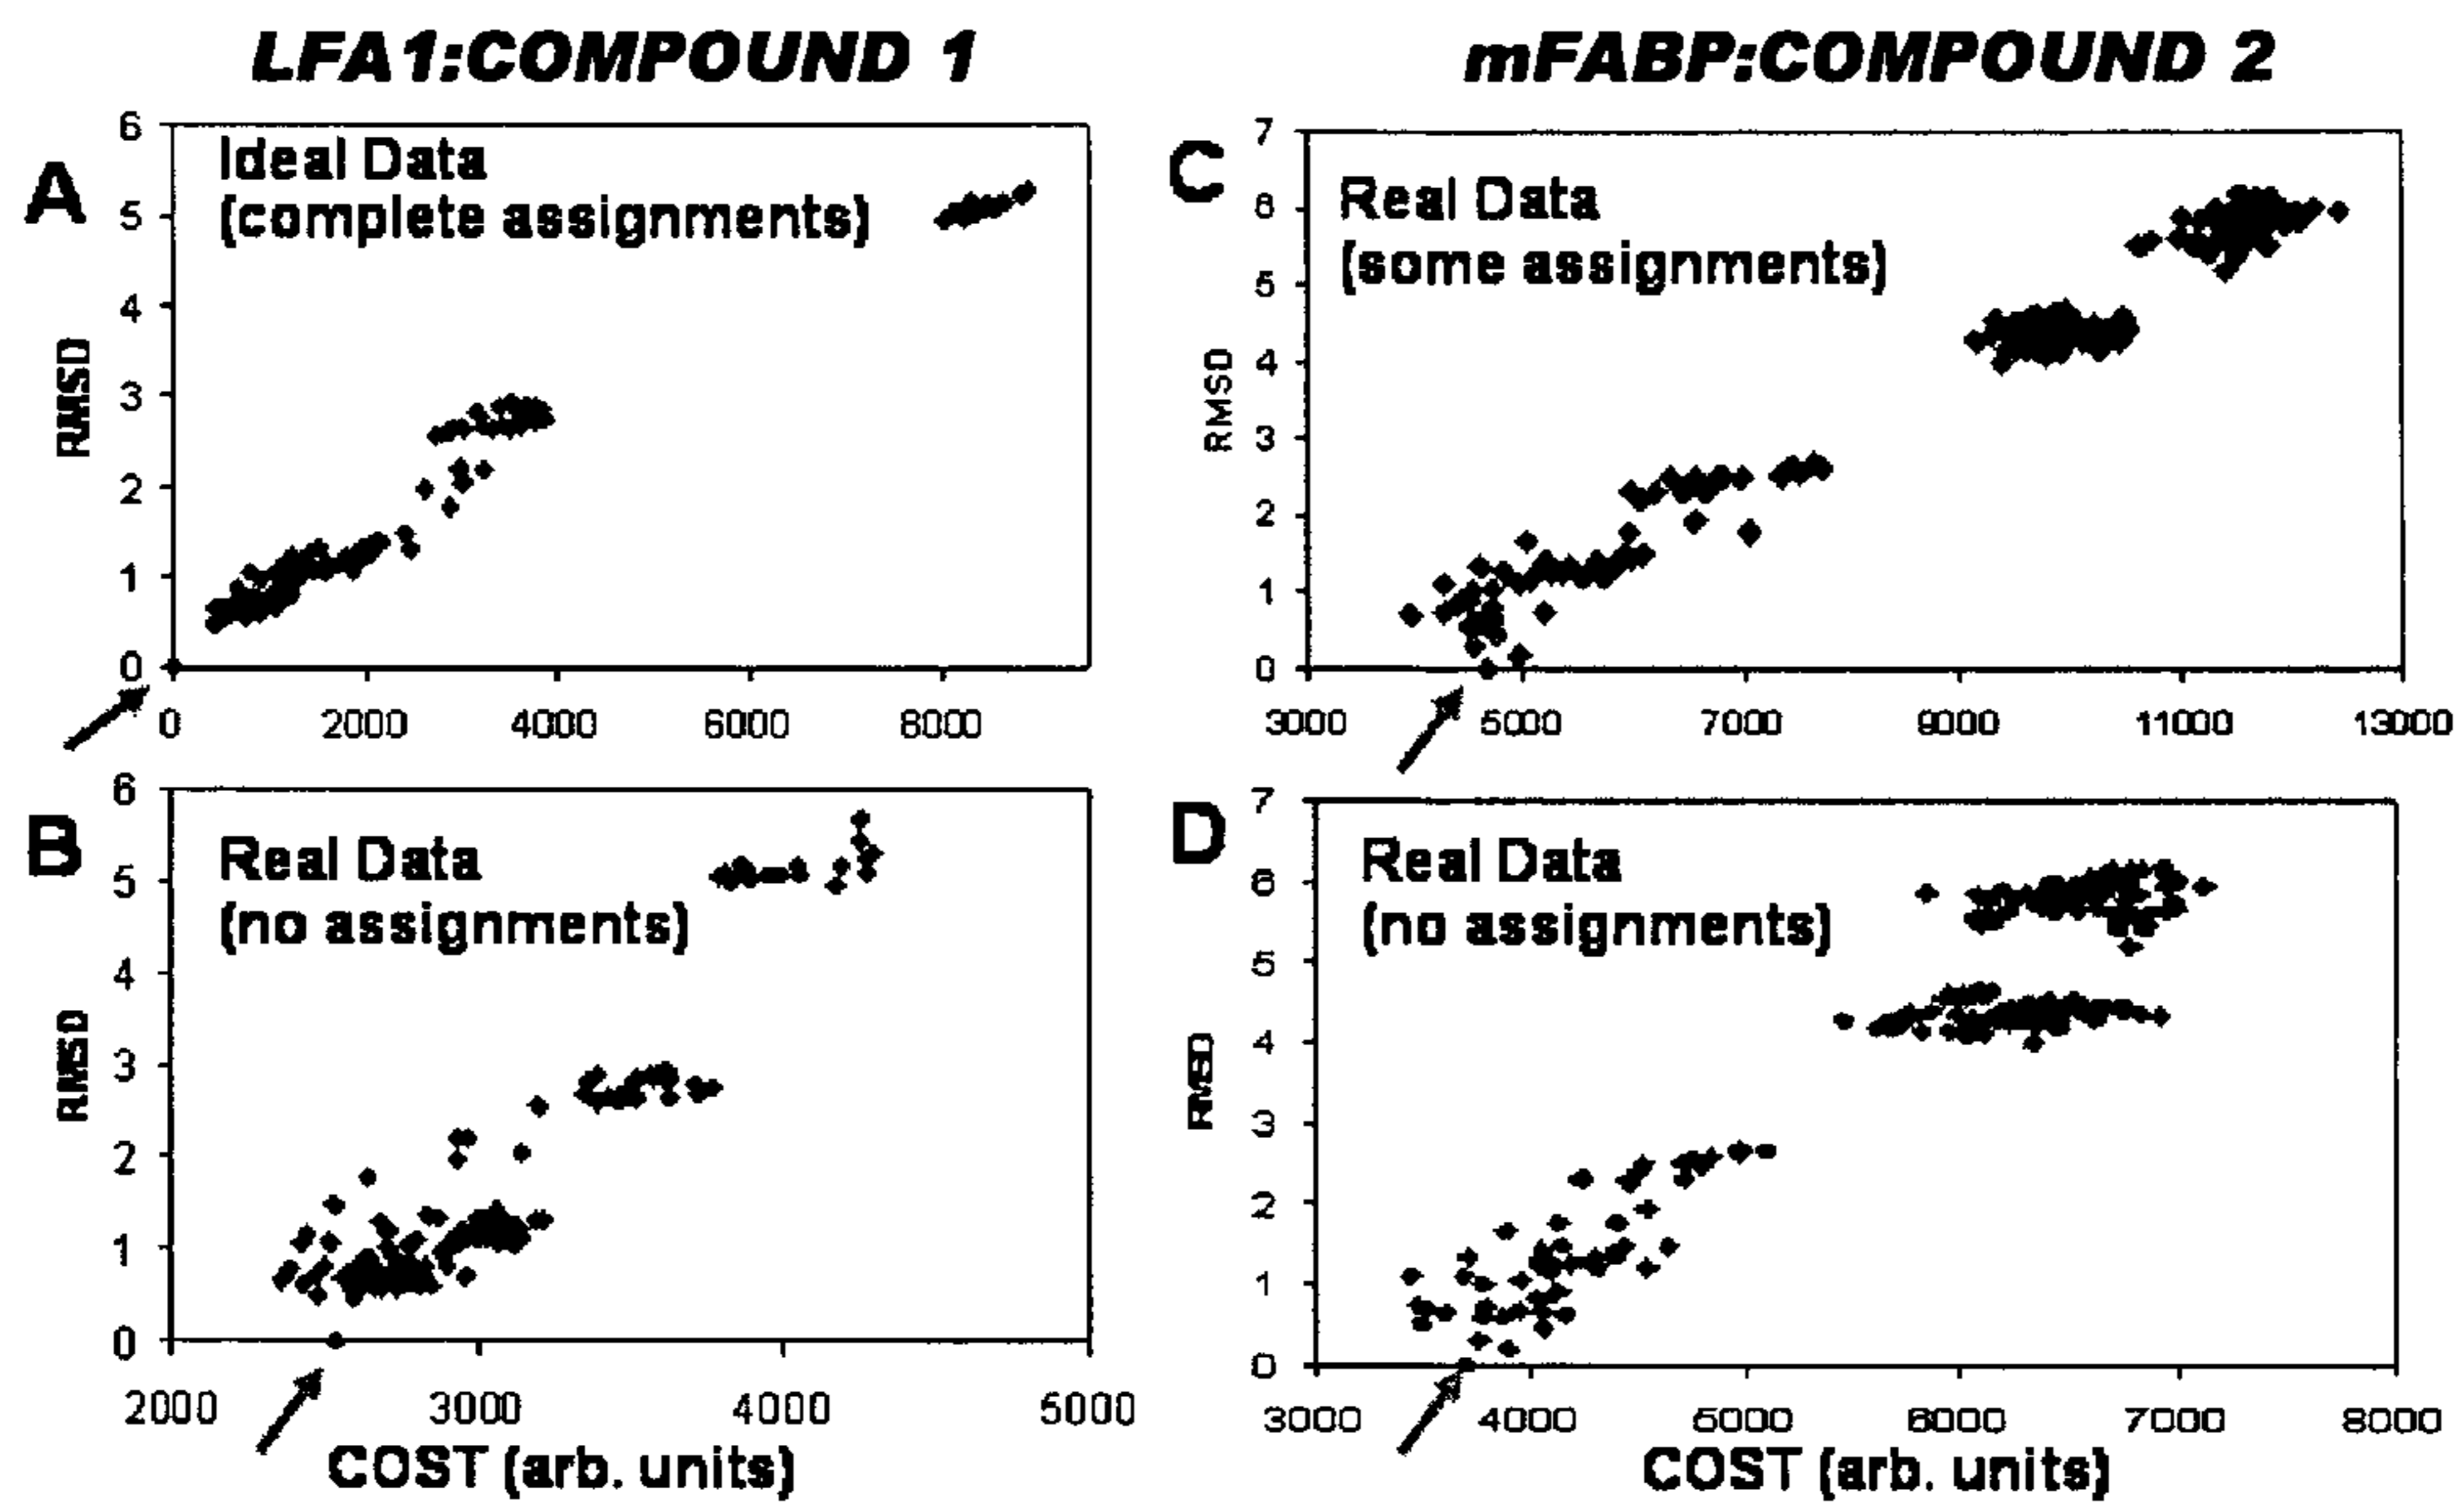 LFA1:COMPOUND 1
mFABP:COMPOUND 2
A
Ideal Data
(complete assignments)
RMSD
6
5
4
3
2
1
0
0 2000 4000 6000 8000
C
Real Data
(some assignments)
RMSD
7
6
5
4
3
2
1
0
3000 5000 7000 9000 11000 13000
B
Real Data
(no assignments)
RMSD
6
5
4
3
2
1
0
2000 3000 4000 5000
COST (arb. units)
D
Real Data
(no assignments)
RMSD
7
6
5
4
3
2
1
0
3000 4000 5000 6000 7000 8000
COST (arb. units)